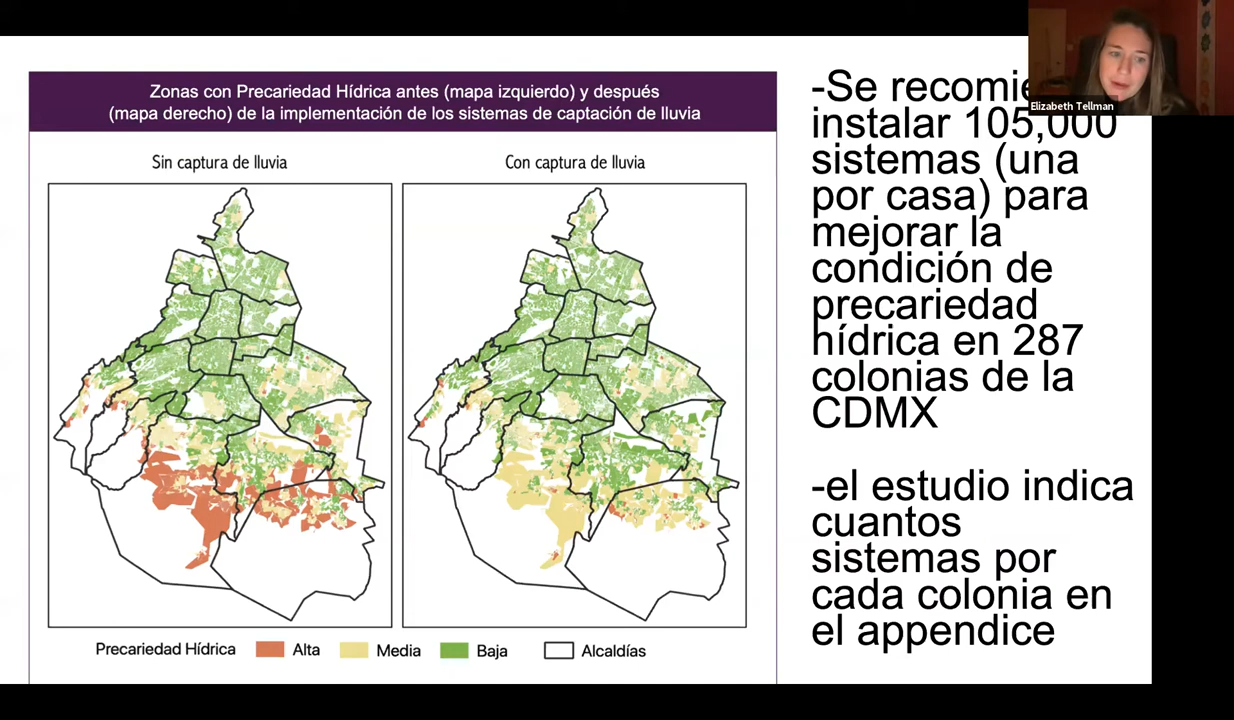 Zonas con Precariedad Hídrica antes (mapa izquierdo) y después
(mapa derecho) de la implementación de los sistemas de captación de lluvia
Sin captura de lluvia
Con captura de lluvia
Precariedad Hídrica
Alta
Media
Baja
Alcaldías
-Se
instalar 105,000
sistemas (una
por casa) para
mejorar la
condición de
precariedad
hídrica en 287
colonias de la
CDMX
-el estudio indica
cuantos
sistemas por
cada colonia en
el appendice
Elizabeth Tellman